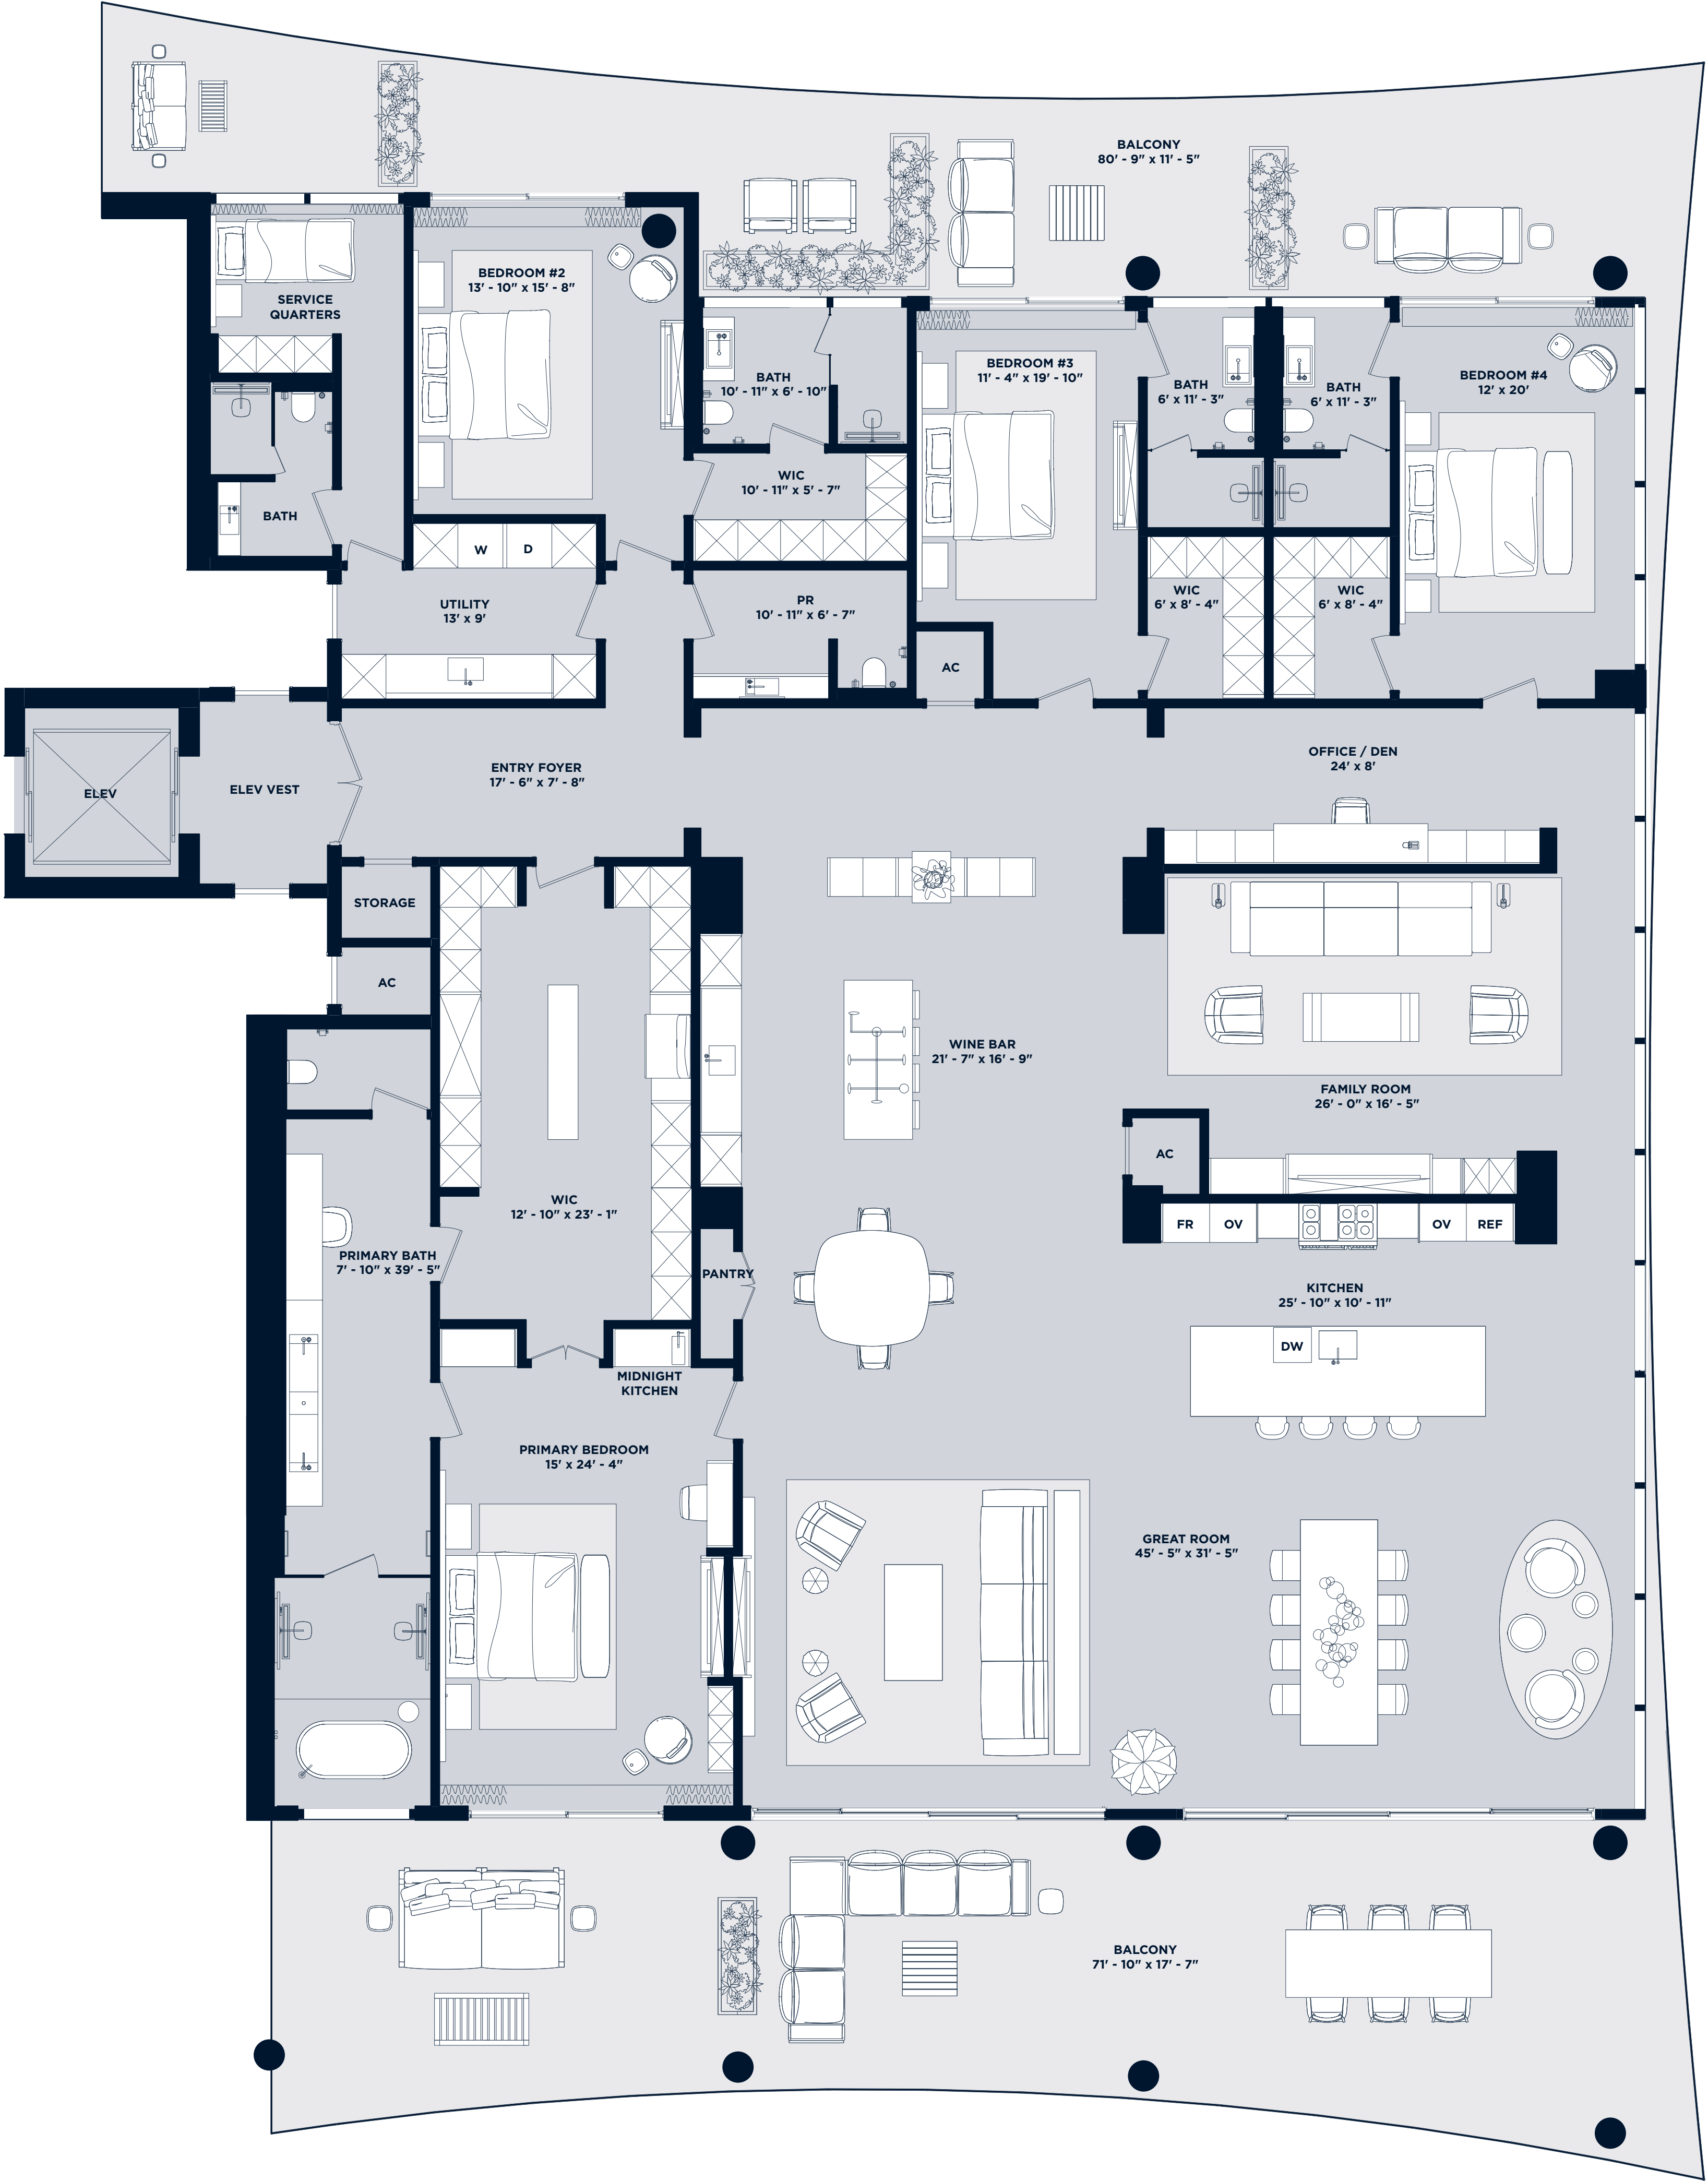 BALCONY
80' - 9" x 11' - 5"
BEDROOM #2
13' - 10" x 15' - 8"
SERVICE
QUARTERS
BEDROOM #3
11' - 4" x 19' - 10"
BATH
10' - 11" x 6' - 10"
BATH
6' x 11' - 3"
BATH
6' x 11' - 3"
BEDROOM #4
12' x 20'
WIC
10' - 11" x 5' - 7"
BATH
W
D
UTILITY
13' x 9'
PR
10' - 11" x 6' - 7"
WIC
6' x 8' - 4"
WIC
6' x 8' - 4"
AC
ELEV
ELEV VEST
ENTRY FOYER
17' - 6" x 7' - 8"
OFFICE / DEN
24' x 8'
STORAGE
AC
WINE BAR
21' - 7" x 16' - 9"
FAMILY ROOM
26' - 0" x 16' - 5"
AC
WIC
12' - 10" x 23' - 1"
FR
OV
OV
REF
PRIMARY BATH
7' - 10" x 39' - 5"
PANTRY
KITCHEN
25' - 10" x 10' - 11"
DW
MIDNIGHT
KITCHEN
PRIMARY BEDROOM
15' x 24' - 4"
GREAT ROOM
45' - 5" x 31' - 5"
BALCONY
71' - 10" x 17' - 7"